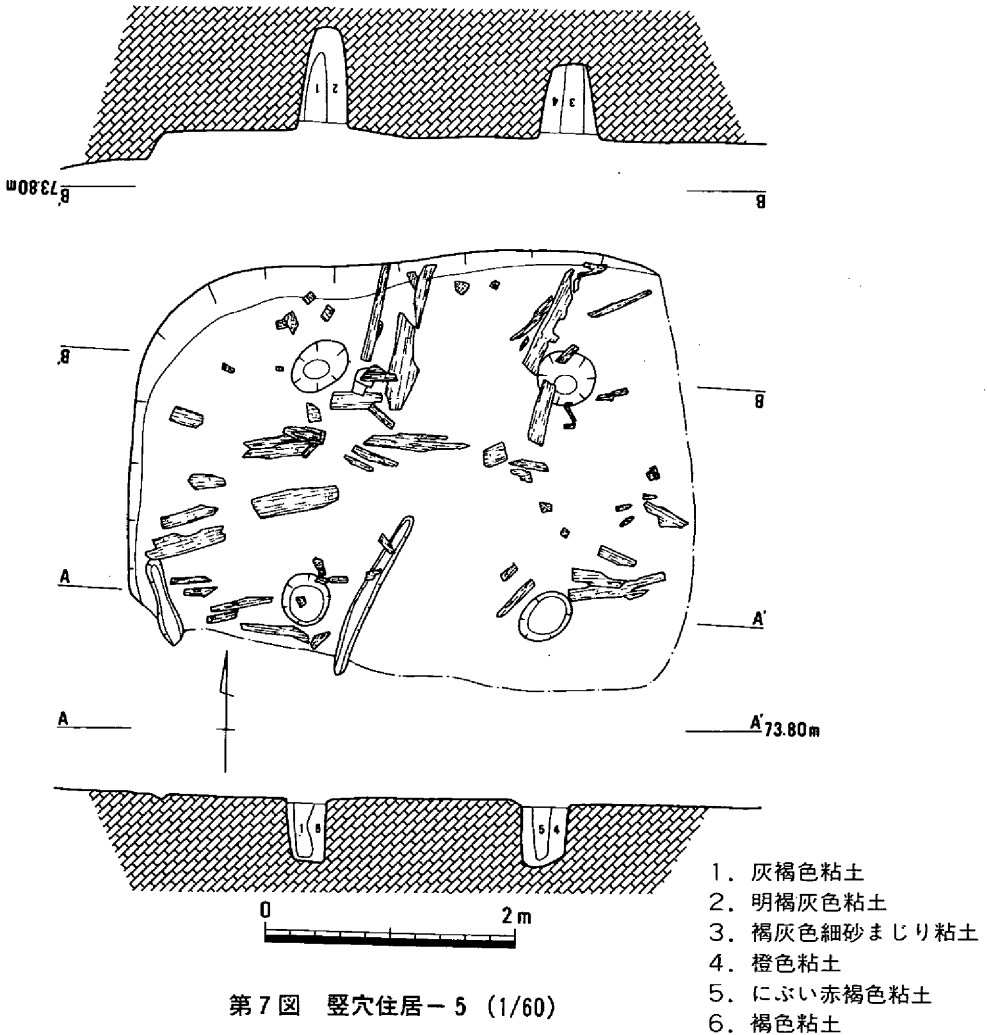 1 2
4 3
B' 73.80m
B
B'
B
A
A'
A
A' 73.80m
1 6
5 4
0 2m
1. 灰褐色粘土
2. 明褐灰色粘土
3. 褐灰色細砂まじり粘土
4. 橙色粘土
5. にぶい赤褐色粘土
6. 褐色粘土
第7図 竪穴住居-5 (1/60)